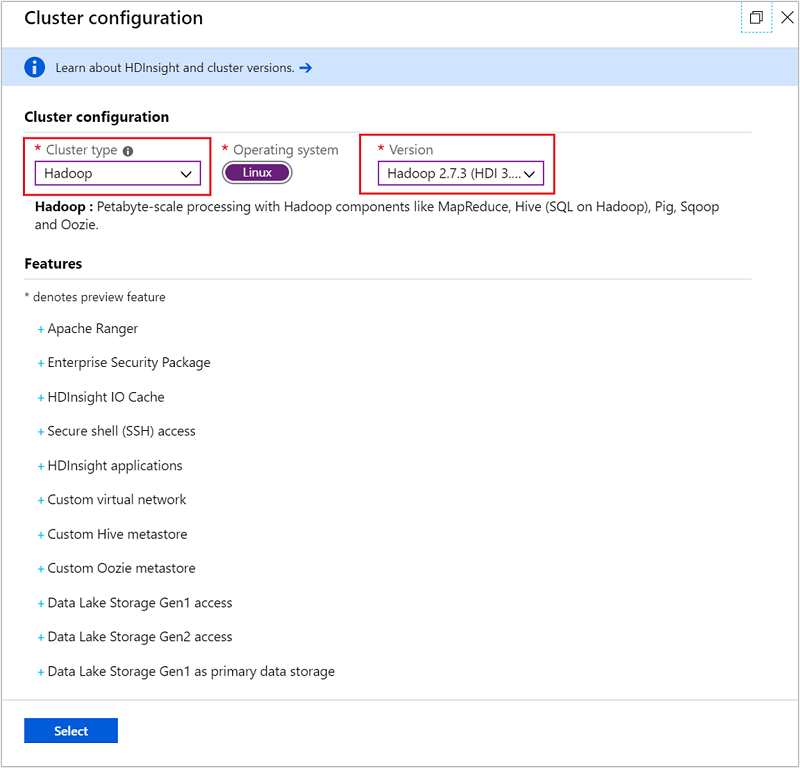 Cluster configuration
Learn about HDInsight and cluster versions. →
Cluster configuration
* Cluster type * Operating system * Version
Hadoop Linux Hadoop 2.7.3 (HDI 3....
Hadoop : Petabyte-scale processing with Hadoop components like MapReduce, Hive (SQL on Hadoop), Pig, Sqoop
and Oozie.
Features
* denotes preview feature
+ Apache Ranger
+ Enterprise Security Package
+ HDInsight IO Cache
+ Secure shell (SSH) access
+ HDInsight applications
+ Custom virtual network
+ Custom Hive metastore
+ Custom Oozie metastore
+ Data Lake Storage Gen1 access
+ Data Lake Storage Gen2 access
+ Data Lake Storage Gen1 as primary data storage
Select